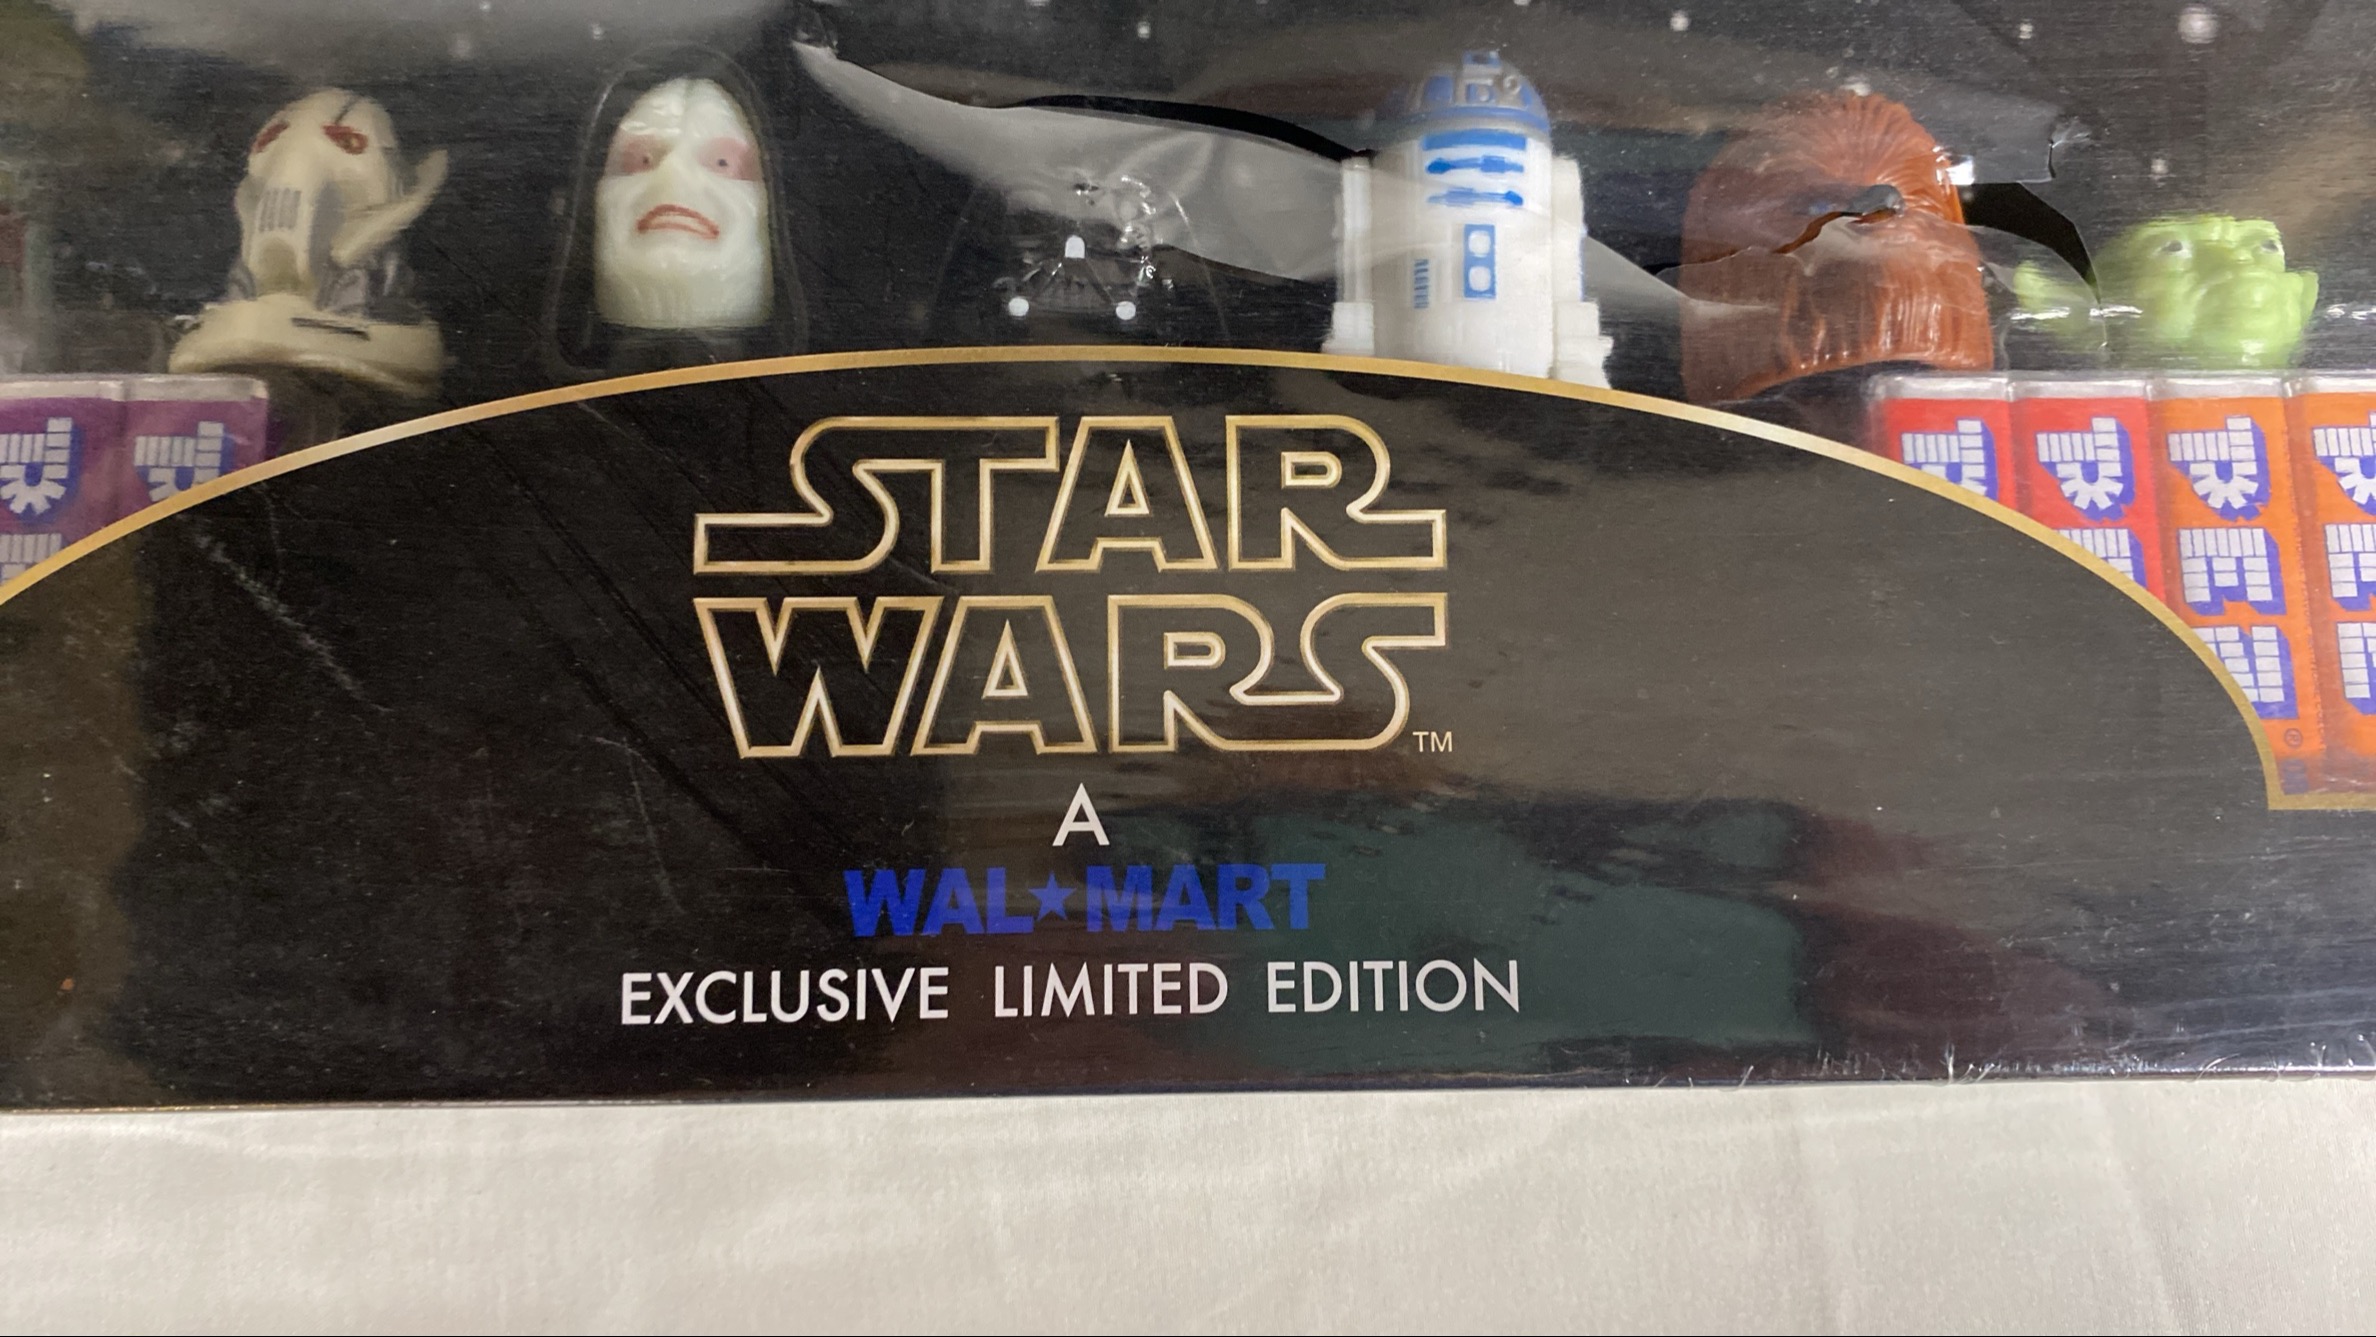 STAR
WARS™
A
WAL★MART
EXCLUSIVE LIMITED EDITION